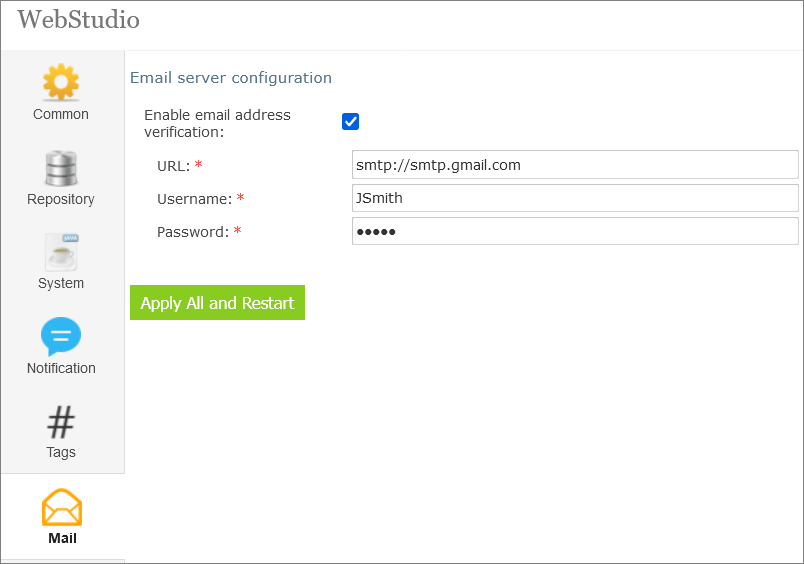 WebStudio
Common
Repository
JAVA
System
Notification
#
Tags
Mail
Email server configuration
Enable email address
verification:
URL: *
smtp://smtp.gmail.com
Username: *
JSmith
Password: *
●●●●●
Apply All and Restart